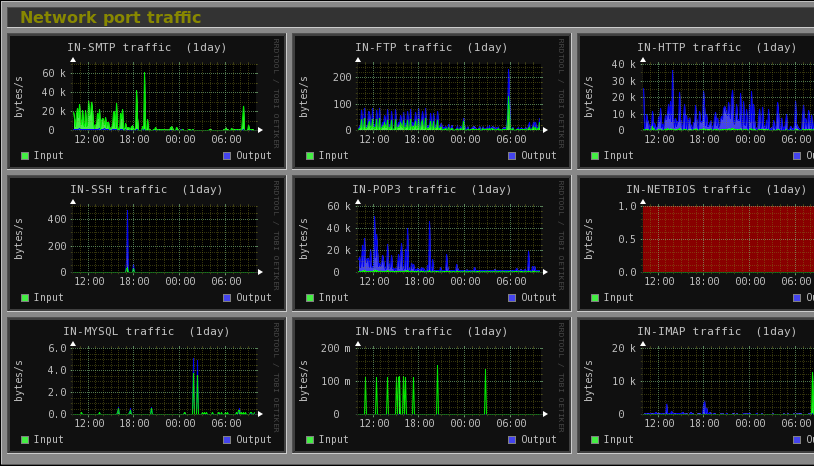 Network port traffic
IN-SMTP traffic (1day)
RRDTOOL / TOBI OETIKER
bytes/s
60 k
40 k
20 k
0
12:00 18:00 00:00 06:00
Input Output
IN-FTP traffic (1day)
RRDTOOL / TOBI OETIKER
bytes/s
200
100
0
12:00 18:00 00:00 06:00
Input Output
IN-HTTP traffic (1day)
bytes/s
40 k
30 k
20 k
10 k
0
12:00 18:00 00:00 06:00
Input Ou
IN-SSH traffic (1day)
RRDTOOL / TOBI OETIKER
bytes/s
400
200
0
12:00 18:00 00:00 06:00
Input Output
IN-POP3 traffic (1day)
RRDTOOL / TOBI OETIKER
bytes/s
60 k
40 k
20 k
0
12:00 18:00 00:00 06:00
Input Output
IN-NETBIOS traffic (1day)
bytes/s
1.0
0.5
0.0
12:00 18:00 00:00 06:00
Input Ou
IN-MYSQL traffic (1day)
RRDTOOL / TOBI OETIKER
bytes/s
6.0
4.0
2.0
0.0
12:00 18:00 00:00 06:00
Input Output
IN-DNS traffic (1day)
RRDTOOL / TOBI OETIKER
bytes/s
200 m
100 m
0
12:00 18:00 00:00 06:00
Input Output
IN-IMAP traffic (1day)
bytes/s
20 k
10 k
0
12:00 18:00 00:00 06:00
Input Ou